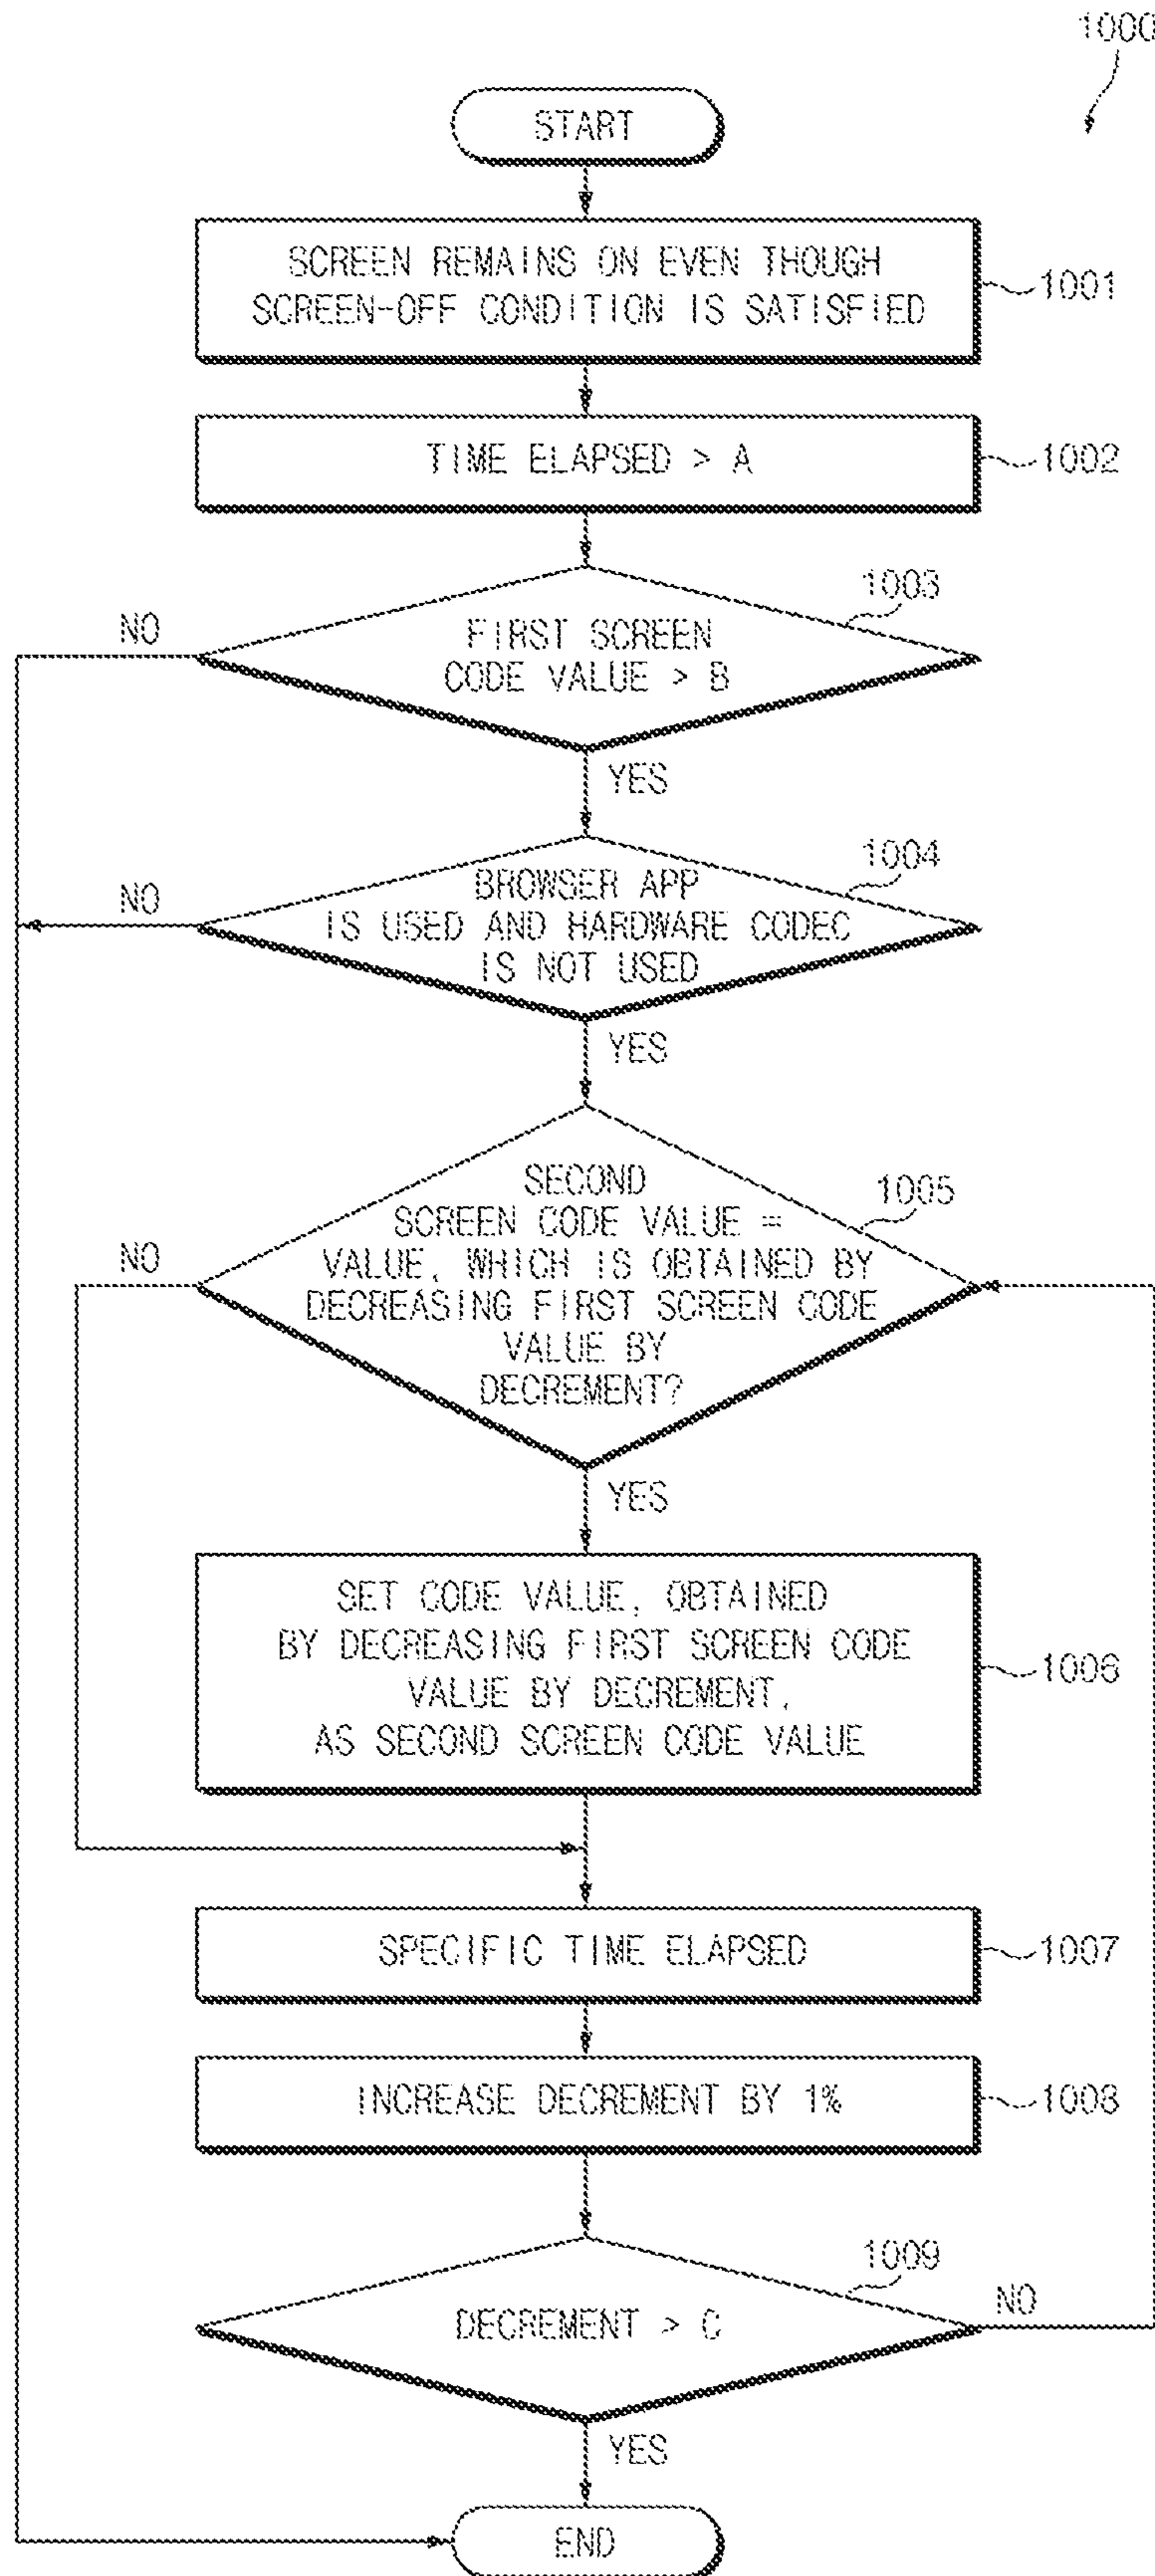 1000
START
SCREEN REMAINS ON EVEN THOUGH
SCREEN-OFF CONDITION IS SATISFIED
1001
TIME ELAPSED > A
1002
1003
NO
FIRST SCREEN
CODE VALUE > B
YES
1004
NO
BROWSER APP
IS USED AND HARDWARE CODEC
IS NOT USED
YES
1005
NO
SECOND
SCREEN CODE VALUE =
VALUE, WHICH IS OBTAINED BY
DECREASING FIRST SCREEN CODE
VALUE BY
DECREMENT?
YES
SET CODE VALUE, OBTAINED
BY DECREASING FIRST SCREEN CODE
VALUE BY DECREMENT,
AS SECOND SCREEN CODE VALUE
1006
SPECIFIC TIME ELAPSED
1007
INCREASE DECREMENT BY 1%
1008
1009
DECREMENT > C
NO
YES
END